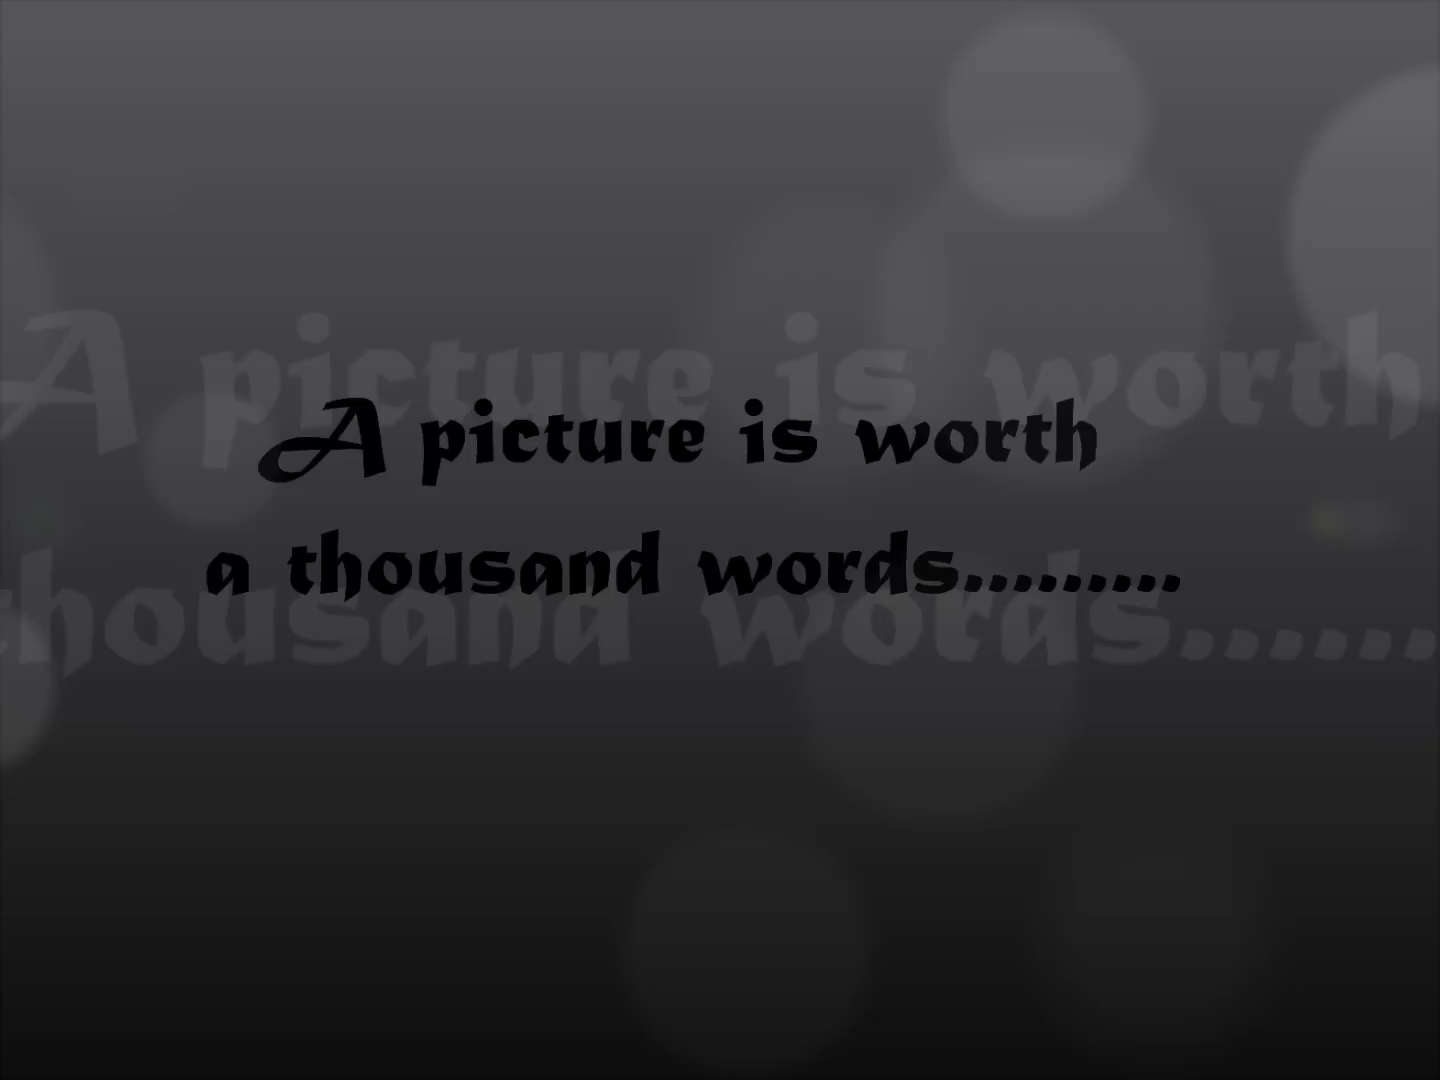 A picture is worth
a thousand words.........